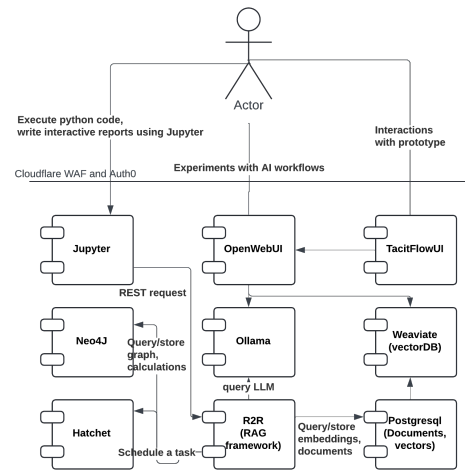 Actor
Execute python code,
write interactive reports using Jupyter
Interactions
with prototype
Experiments with AI workflows
Cloudflare WAF and Auth0
Jupyter
OpenWebUI
TacitFlowUI
REST request
Neo4J
Query/store
graph,
calculations
Ollama
Weaviate
(vectorDB)
query LLM
Hatchet
Schedule a task
R2R
(RAG
framework)
Query/store
embeddings,
documents
Postgresql
(Documents,
vectors)